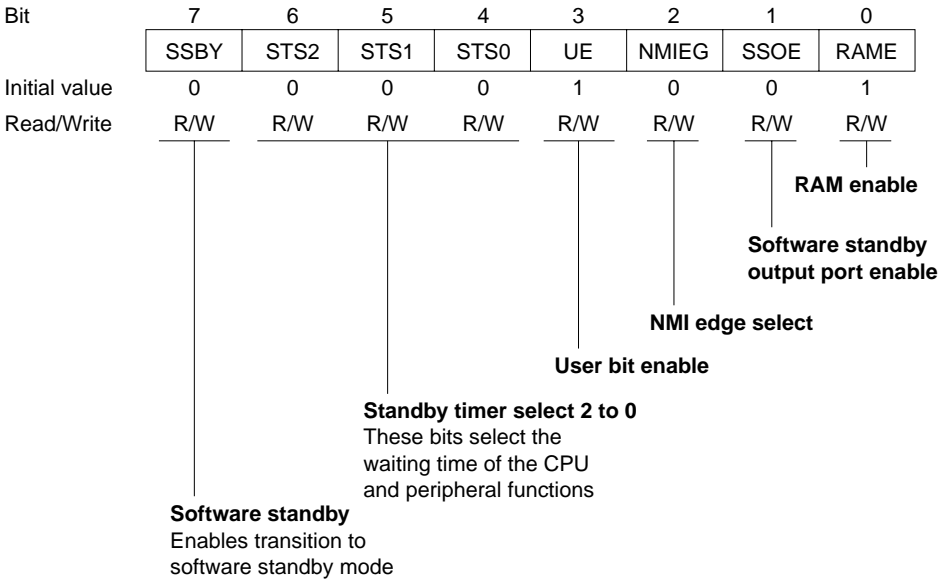 Bit 7 6 5 4 3 2 1 0
SSBY STS2 STS1 STS0 UE NMIEG SSOE RAME
Initial value 0 0 0 0 1 0 0 1
Read/Write R/W R/W R/W R/W R/W R/W R/W R/W
RAM enable
Software standby
output port enable
NMI edge select
User bit enable
Standby timer select 2 to 0
These bits select the
waiting time of the CPU
and peripheral functions
Software standby
Enables transition to
software standby mode